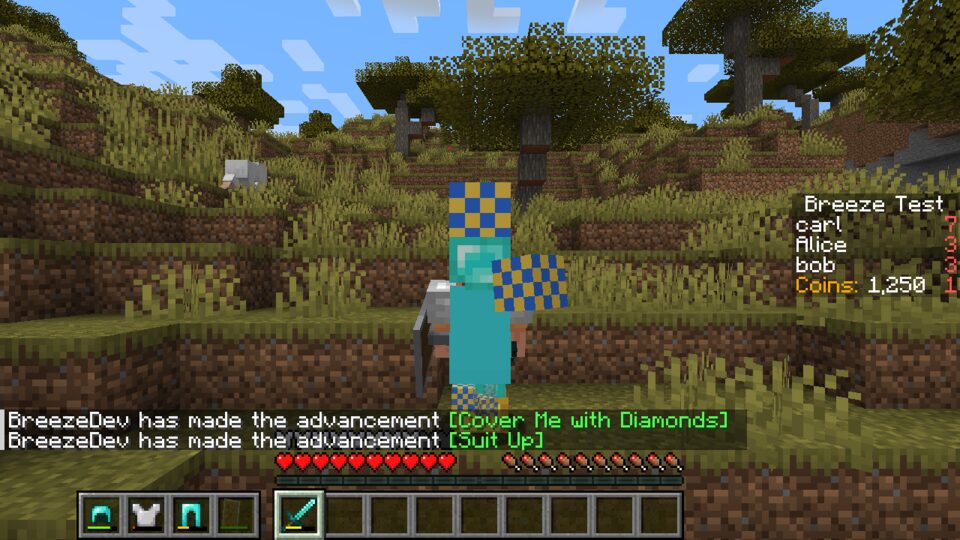 Breeze Test
carl 7
Alice 3
bob 3
Coins: 1,250 1
BreezeDev has made the advancement [Cover Me with Diamonds]
BreezeDev has made the advancement [Suit Up]